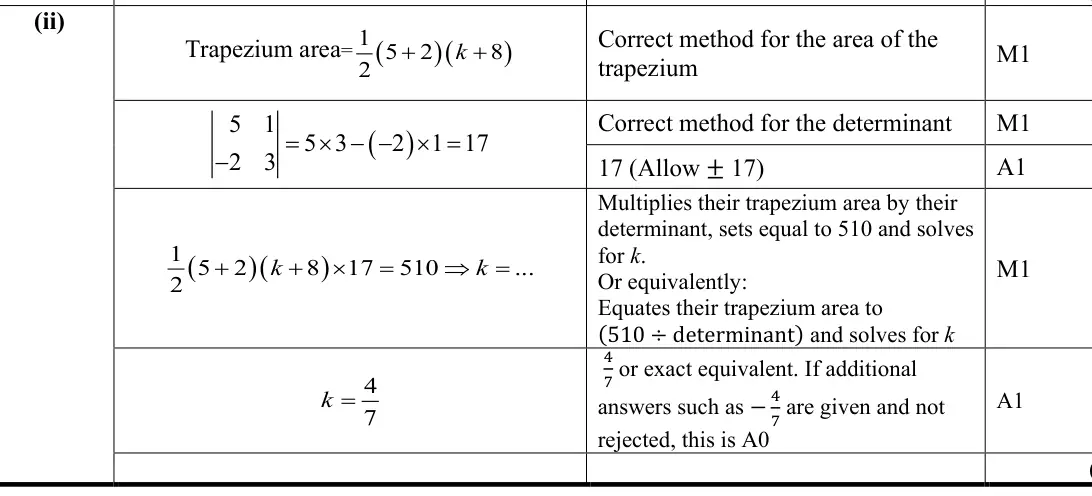 (ii)
Trapezium area=1/2(5+2)(k+8)
Correct method for the area of the
trapezium
M1
|5 1|
|−2 3| =5×3−(−2)×1=17
Correct method for the determinant
M1
17 (Allow ± 17)
A1
1/2(5+2)(k+8)×17=510⇒k=...
Multiplies their trapezium area by their
determinant, sets equal to 510 and solves
for k.
Or equivalently:
Equates their trapezium area to
(510 ÷ determinant) and solves for k
M1
k=4/7
4/7 or exact equivalent. If additional
answers such as −4/7 are given and not
rejected, this is A0
A1
(